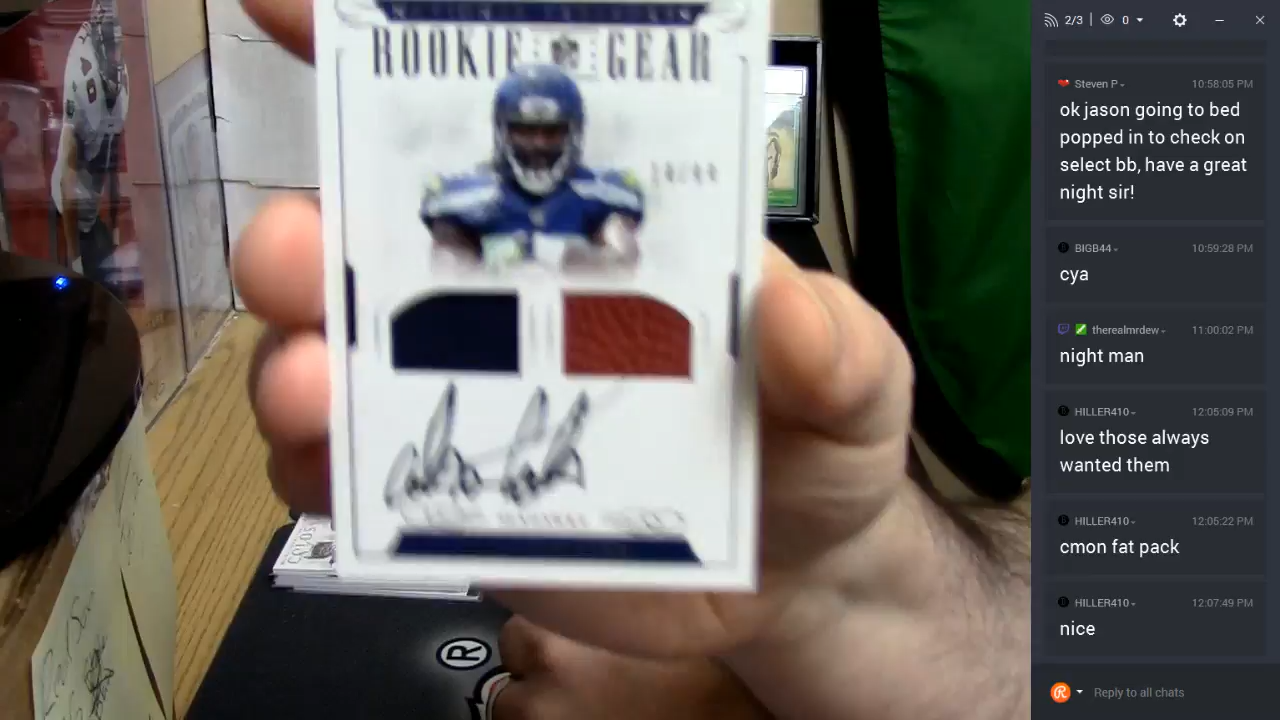 ROOKIE GEAR
2/3
0
Steven P
10:58:05 PM
ok jason going to bed
popped in to check on
select bb, have a great
night sir!
BIGB44
10:59:28 PM
cya
therealmrdew
11:00:02 PM
night man
HILLER410
12:05:09 PM
love those always
wanted them
HILLER410
12:05:22 PM
cmon fat pack
HILLER410
12:07:49 PM
nice
Reply to all chats
®